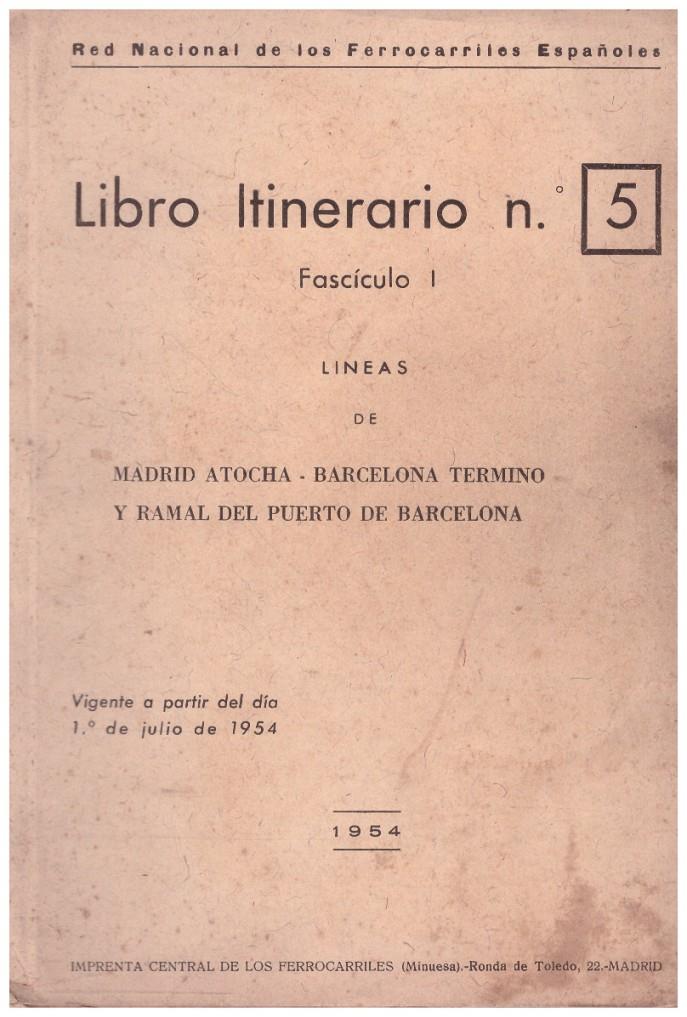 Red Nacional de los Ferrocarriles Españoles
Libro Itinerario n.° 5
Fascículo I
LINEAS
DE
MADRID ATOCHA - BARCELONA TERMINO
Y RAMAL DEL PUERTO DE BARCELONA
Vigente a partir del día
1.° de julio de 1954
1954
IMPRENTA CENTRAL DE LOS FERROCARRILES (Minuesa).-Ronda de Toledo, 22.-MADRID